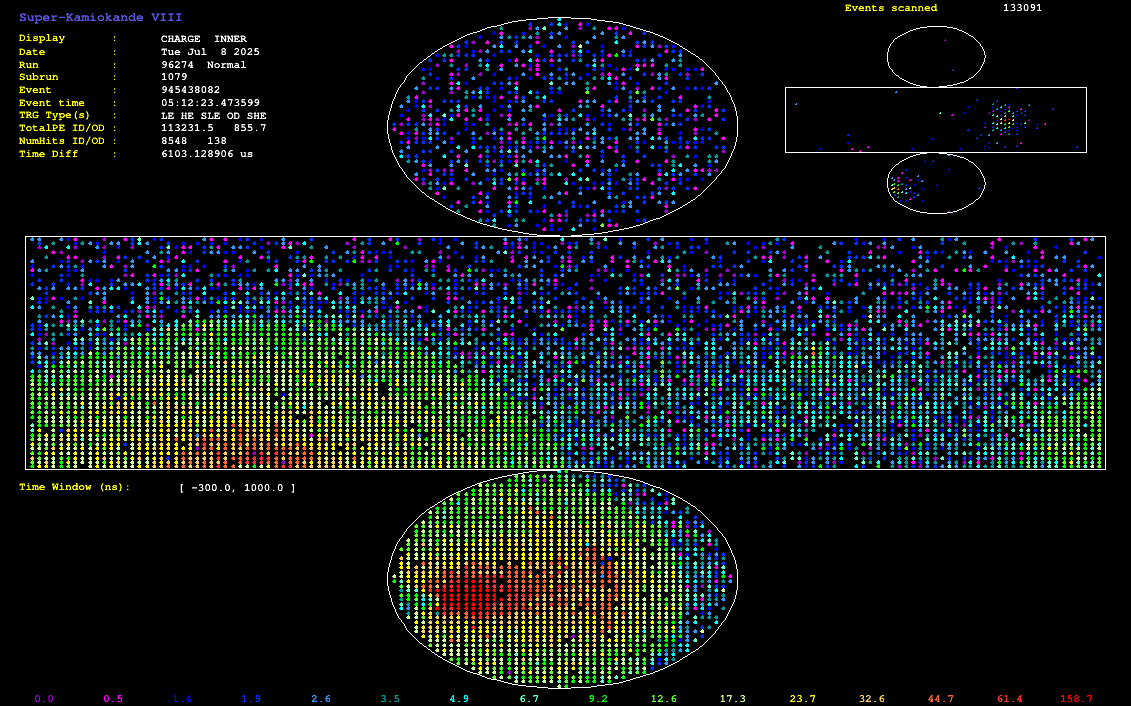 Super-Kamiokande VIII
Display : CHARGE INNER
Date : Tue Jul 8 2025
Run : 96274 Normal
Subrun : 1079
Event : 945438082
Event time : 05:12:23.473599
TRG Type(s) : LE HE SLE OD SHE
TotalPE ID/OD : 113231.5 855.7
NumHits ID/OD : 8548 138
Time Diff : 6103.128906 us
Events scanned 133091
Time Window (ns): [ -300.0, 1000.0 ]
0.0 0.5 1.4 1.9 2.6 3.5 4.9 6.7 9.2 12.6 17.3 23.7 32.6 44.7 61.4 158.7